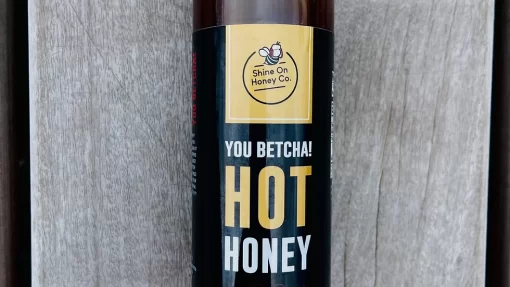 Shine On
Honey Co.
YOU BETCHA!
HOT
HONEY